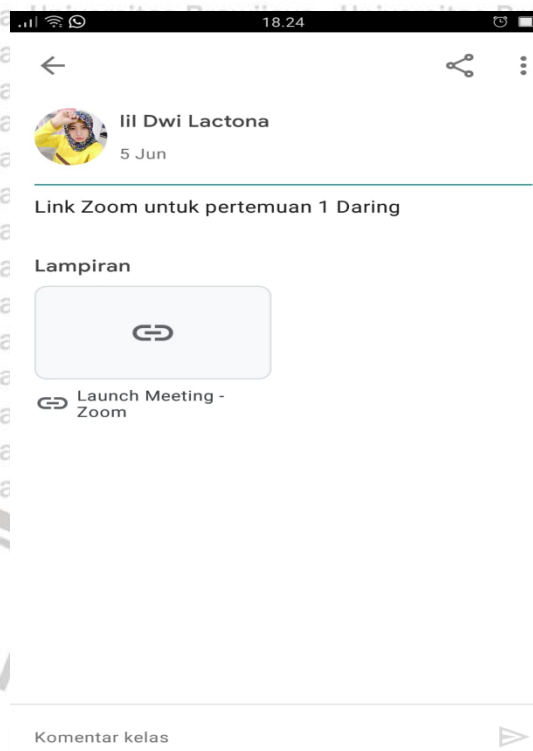 18.24
lil Dwi Lactona
5 Jun
Link Zoom untuk pertemuan 1 Daring
Lampiran
Launch Meeting -
Zoom
Komentar kelas